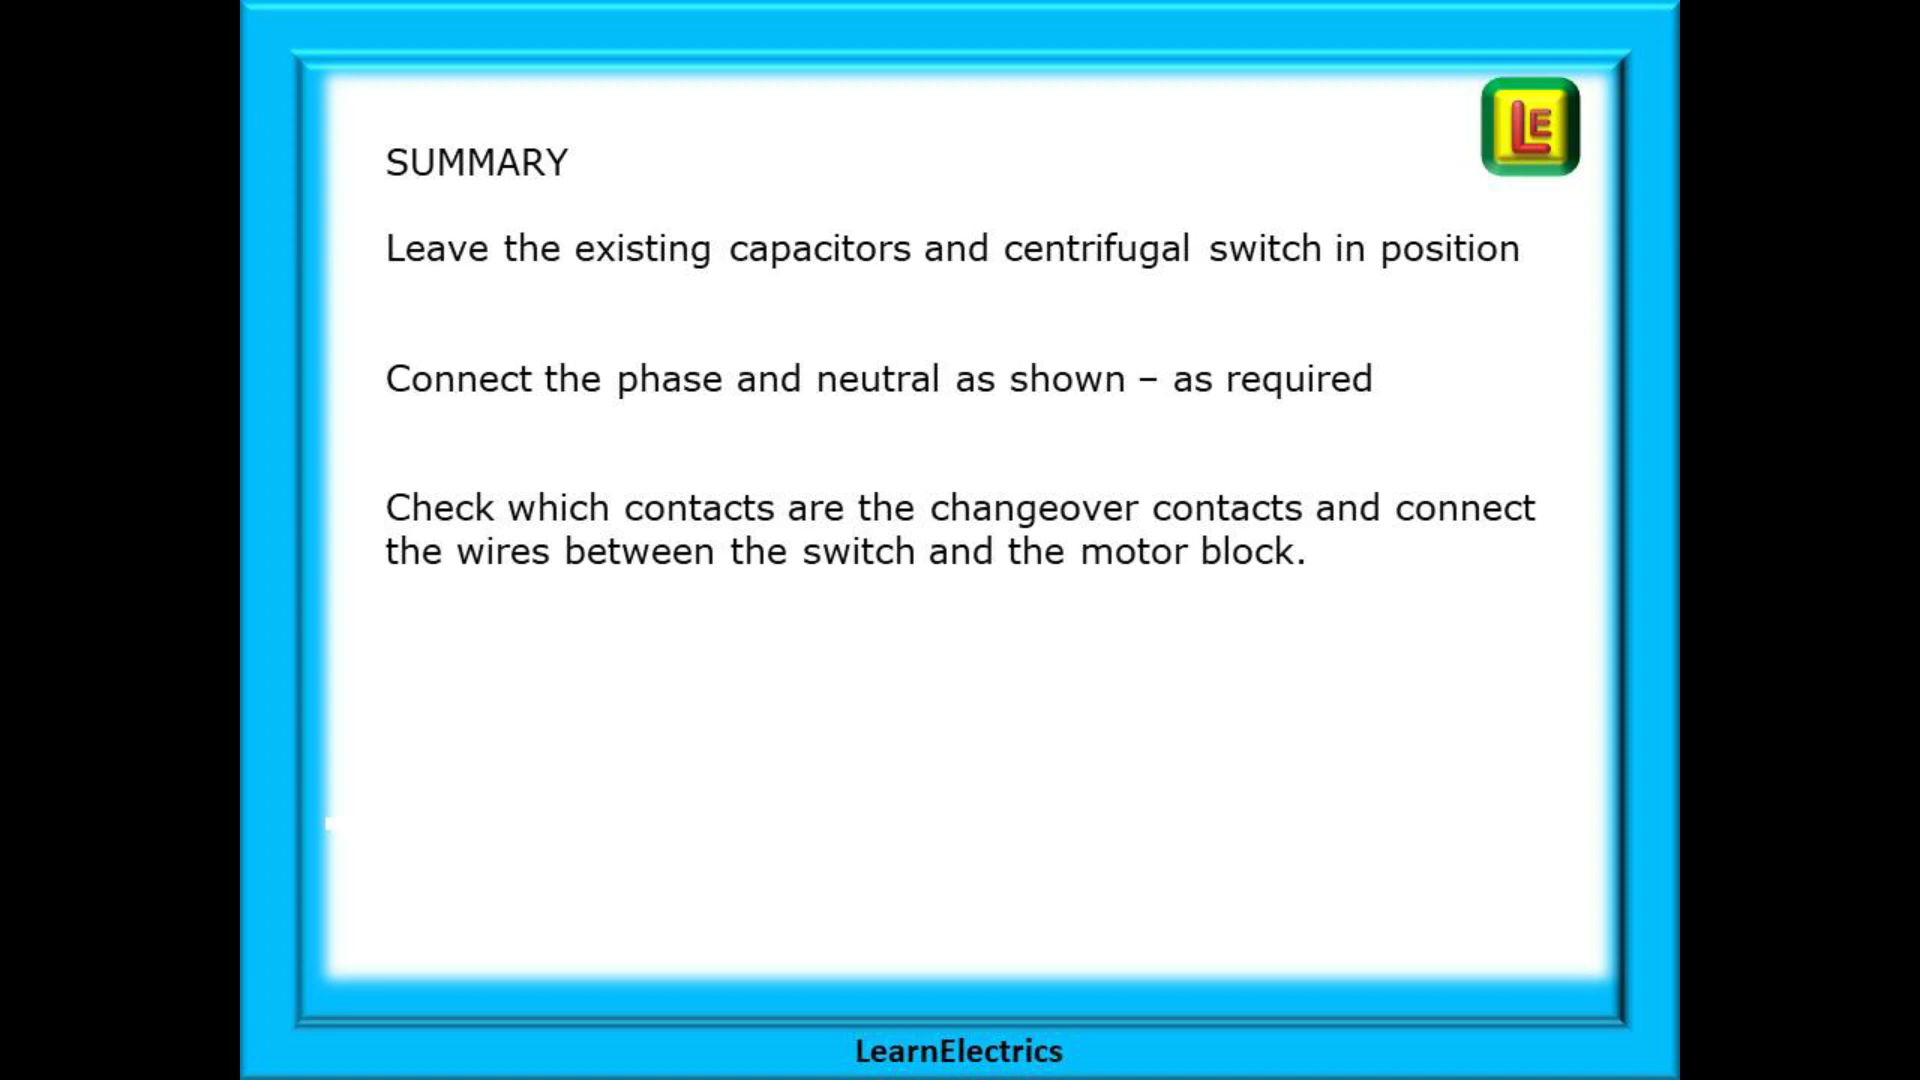 LE
SUMMARY
Leave the existing capacitors and centrifugal switch in position
Connect the phase and neutral as shown – as required
Check which contacts are the changeover contacts and connect
the wires between the switch and the motor block.
LearnElectrics